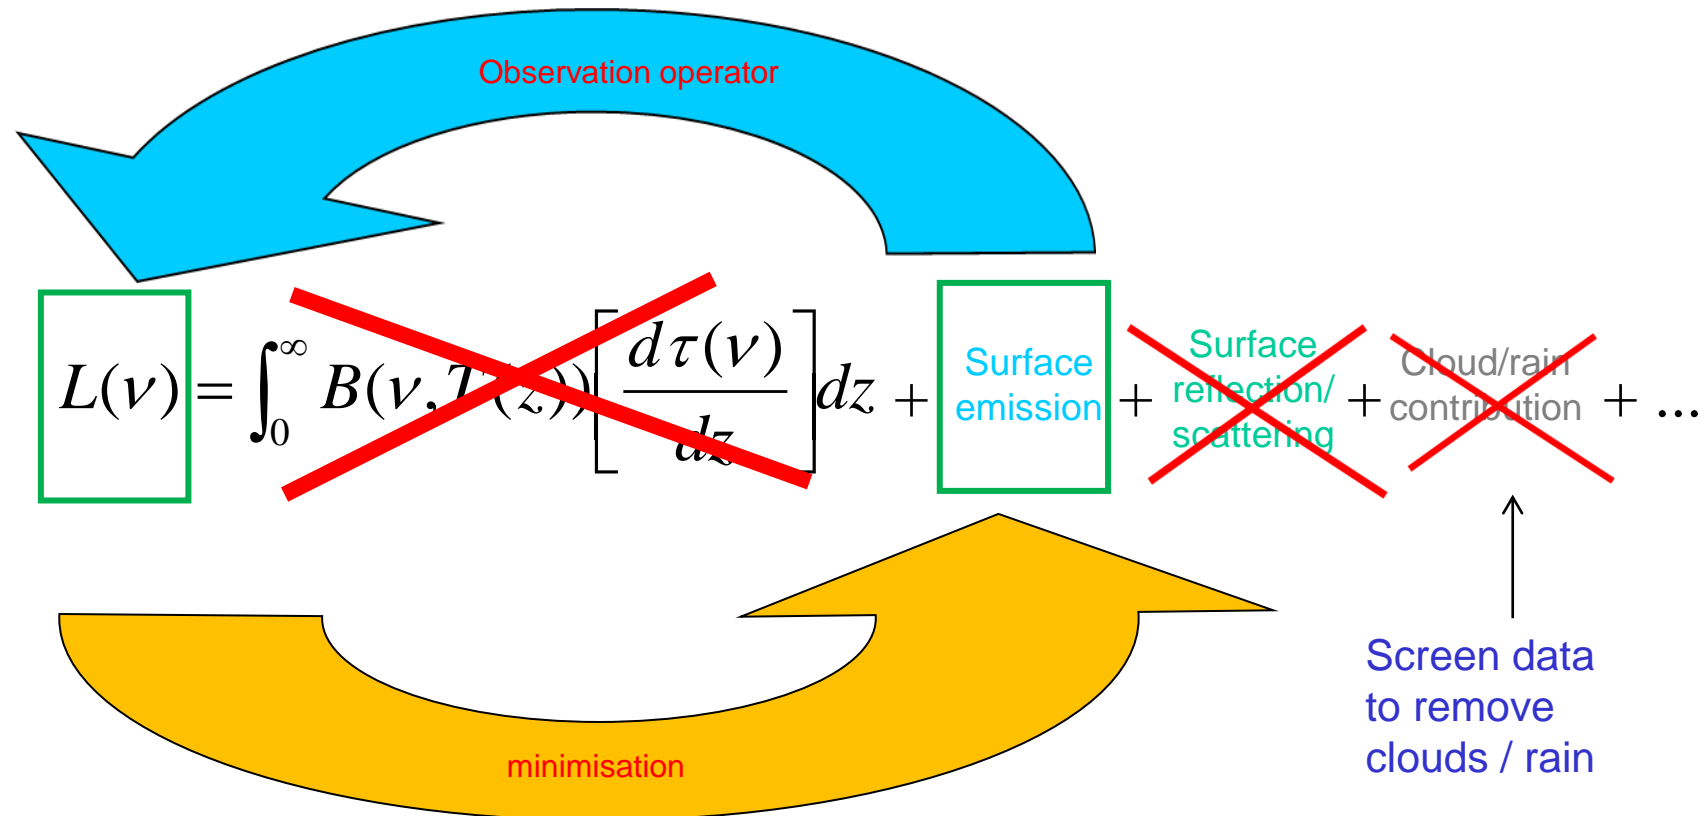 Observation operator
L(ν) = ∫₀^∞ B(ν,T(z)) [dτ(ν)/dz] dz + Surface emission + Surface reflection/ scattering + Cloud/rain contribution + ...
minimisation
Screen data
to remove
clouds / rain